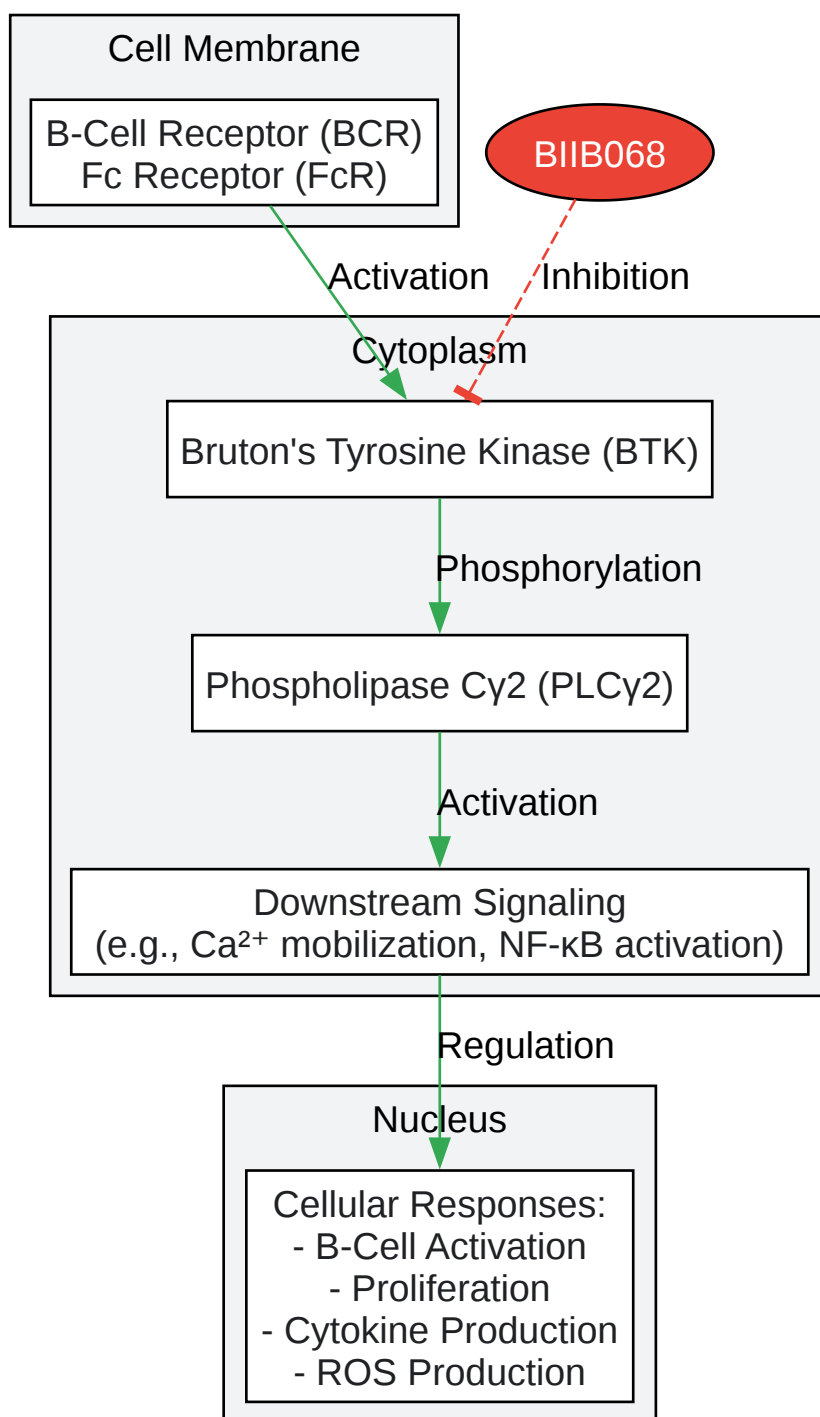 Cell Membrane
B-Cell Receptor (BCR)
Fc Receptor (FcR)
BIIB068
Activation
Inhibition
Cytoplasm
Bruton's Tyrosine Kinase (BTK)
Phosphorylation
Phospholipase Cγ2 (PLCγ2)
Activation
Downstream Signaling
(e.g., Ca²⁺ mobilization, NF-κB activation)
Regulation
Nucleus
Cellular Responses:
- B-Cell Activation
- Proliferation
- Cytokine Production
- ROS Production